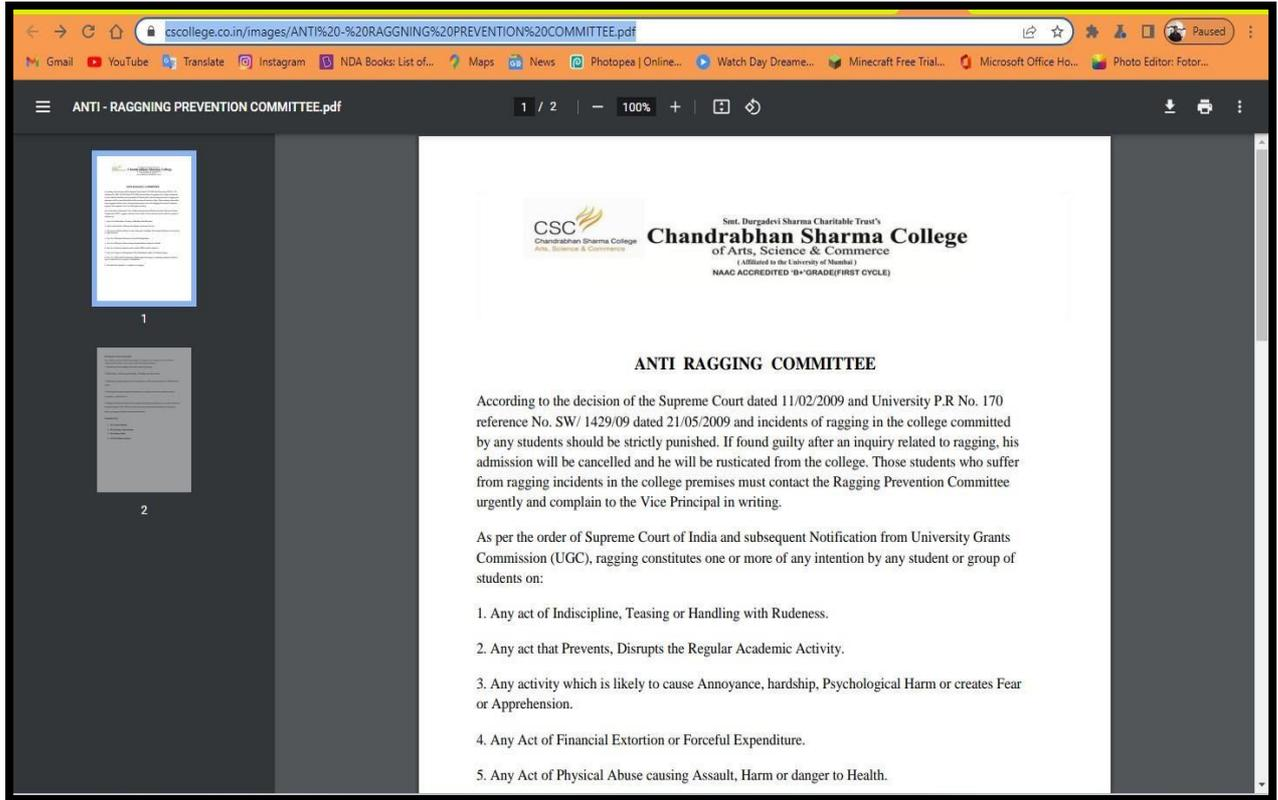 cscollege.co.in/images/ANTI%20-%20RAGGNING%20PREVENTION%20COMMITTEE.pdf
Paused
Gmail YouTube Translate Instagram NDA Books: List of... Maps News Photopea | Online... Watch Day Dreame... Minecraft Free Trial... Microsoft Office Ho... Photo Editor: Fotor...
ANTI - RAGGNING PREVENTION COMMITTEE.pdf
1 / 2
100%
1
2
CSC
Chandrabhan Sharma College
Arts, Science & Commerce
Smt. Durgadevi Sharma Charitable Trust's
Chandrabhan Sharma College
of Arts, Science & Commerce
( Affiliated to the University of Mumbai )
NAAC ACCREDITED 'B+'GRADE(FIRST CYCLE)
ANTI RAGGING COMMITTEE
According to the decision of the Supreme Court dated 11/02/2009 and University P.R No. 170
reference No. SW/ 1429/09 dated 21/05/2009 and incidents of ragging in the college committed
by any students should be strictly punished. If found guilty after an inquiry related to ragging, his
admission will be cancelled and he will be rusticated from the college. Those students who suffer
from ragging incidents in the college premises must contact the Ragging Prevention Committee
urgently and complain to the Vice Principal in writing.
As per the order of Supreme Court of India and subsequent Notification from University Grants
Commission (UGC), ragging constitutes one or more of any intention by any student or group of
students on:
1. Any act of Indiscipline, Teasing or Handling with Rudeness.
2. Any act that Prevents, Disrupts the Regular Academic Activity.
3. Any activity which is likely to cause Annoyance, hardship, Psychological Harm or creates Fear
or Apprehension.
4. Any Act of Financial Extortion or Forceful Expenditure.
5. Any Act of Physical Abuse causing Assault, Harm or danger to Health.